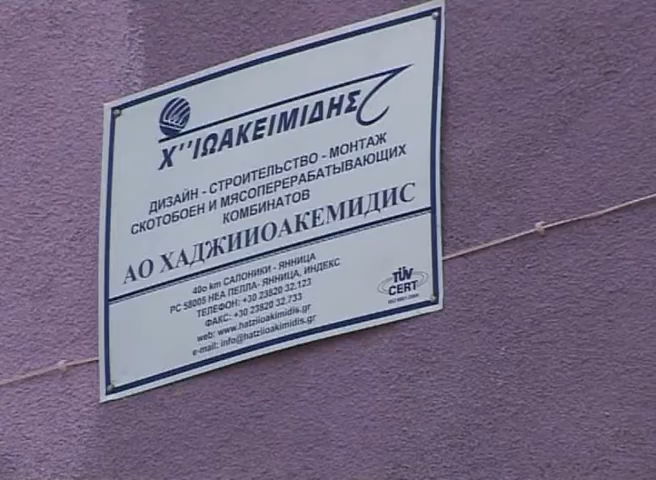 Χ''ΙΩΑΚΕΙΜΙΔΗΣ
ДИЗАЙН - СТРОИТЕЛЬСТВО - МОНТАЖ
СКОТОБОЕН И МЯСОПЕРЕРАБАТЫВАЮЩИХ
КОМБИНАТОВ
АО ХАДЖИИОАКЕМИДИС
40о km САЛОНИКИ - ЯННИЦА
PC 58005 НЕА ПЕЛЛА- ЯННИЦА, ИНДЕКС
ТЕЛЕФОН: +30 23820 32.123
ФАКС: +30 23820 32.733
web: www.hatziioakimidis.gr
e-mail: info@hatziioakimidis.gr
TÜV
CERT